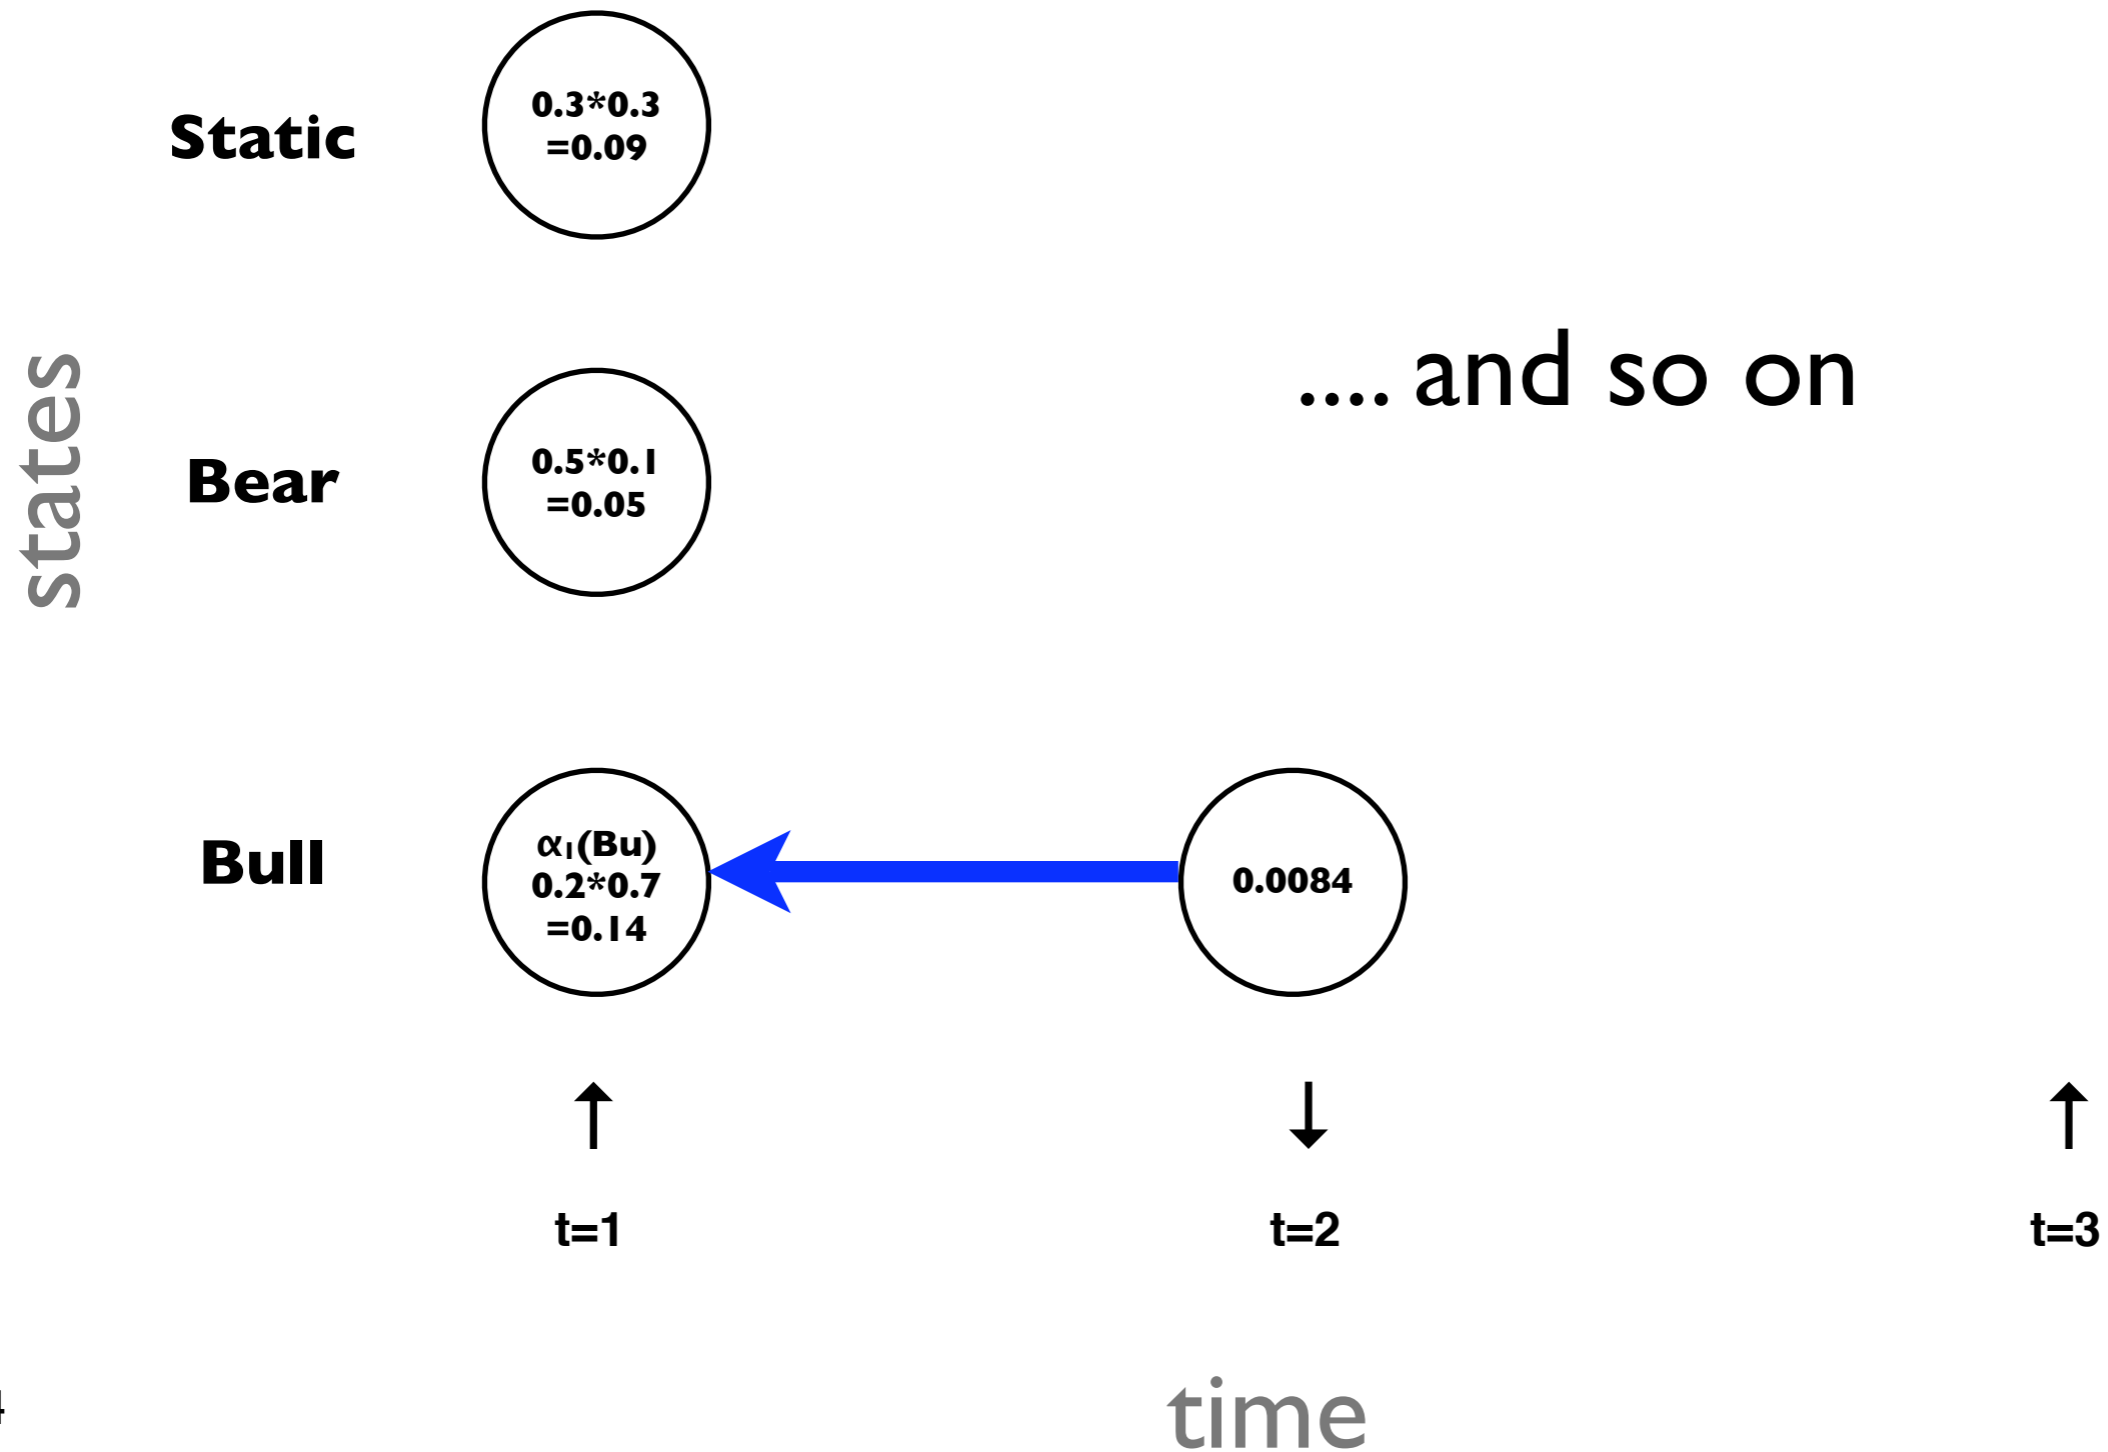 Static
0.3*0.3
=0.09
states
.... and so on
Bear
0.5*0.1
=0.05
Bull
α₁(Bu)
0.2*0.7
=0.14
0.0084
↑ ↓ ↑
t=1 t=2 t=3
time